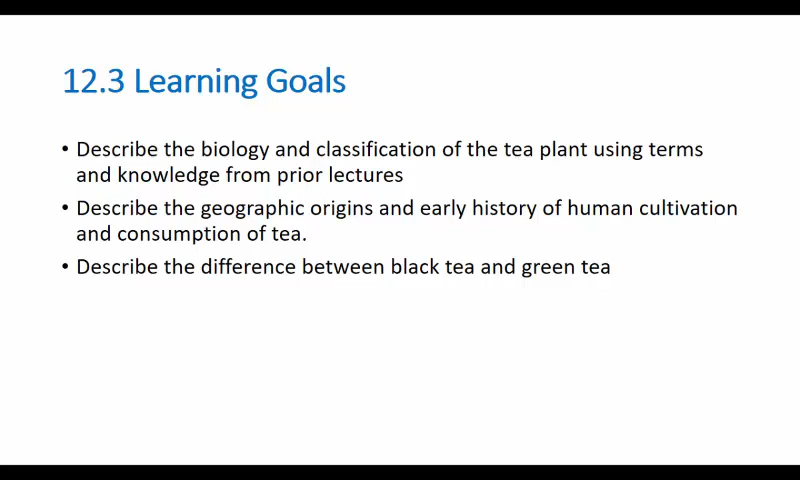 12.3 Learning Goals
• Describe the biology and classification of the tea plant using terms
and knowledge from prior lectures
• Describe the geographic origins and early history of human cultivation
and consumption of tea.
• Describe the difference between black tea and green tea